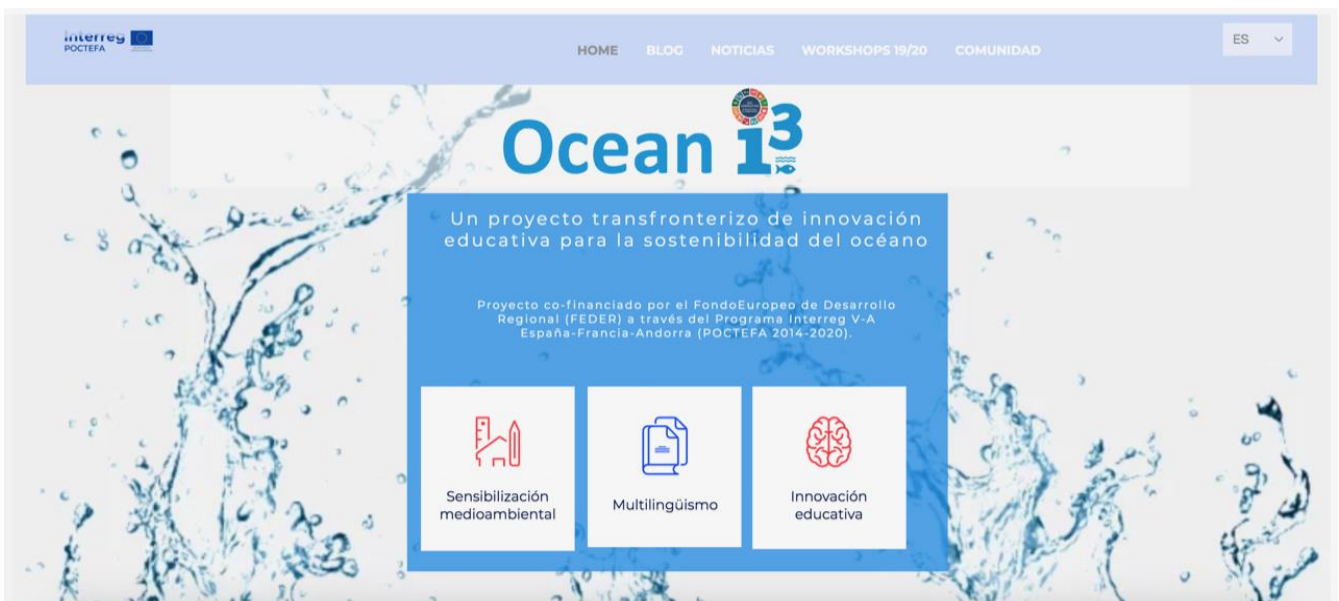 Interreg
POCTEFA
HOME BLOG NOTICIAS WORKSHOPS 19/20 COMUNIDAD
ES
Ocean i3
Un proyecto transfronterizo de innovación
educativa para la sostenibilidad del océano
Proyecto co-financiado por el FondoEuropeo de Desarrollo
Regional (FEDER) a través del Programa Interreg V-A
España-Francia-Andorra (POCTEFA 2014-2020).
Sensibilización
medioambiental
Multilingüismo
Innovación
educativa